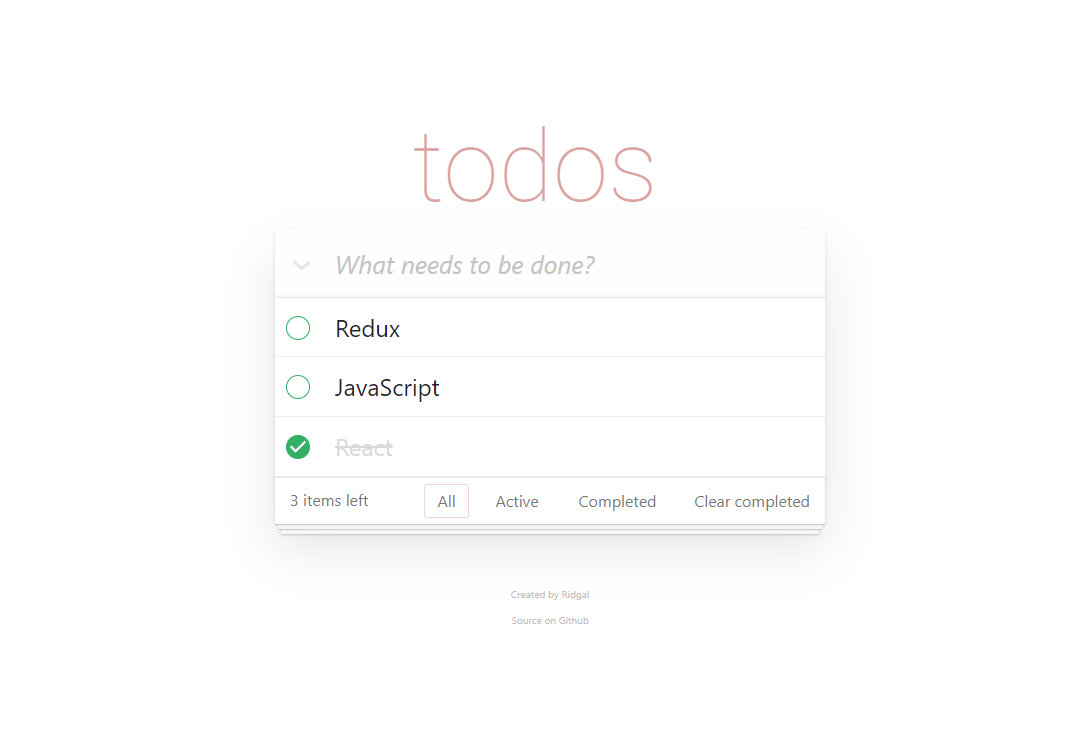 todos
What needs to be done?
Redux
JavaScript
React
3 items left All Active Completed Clear completed
Created by Ridgal
Source on Github